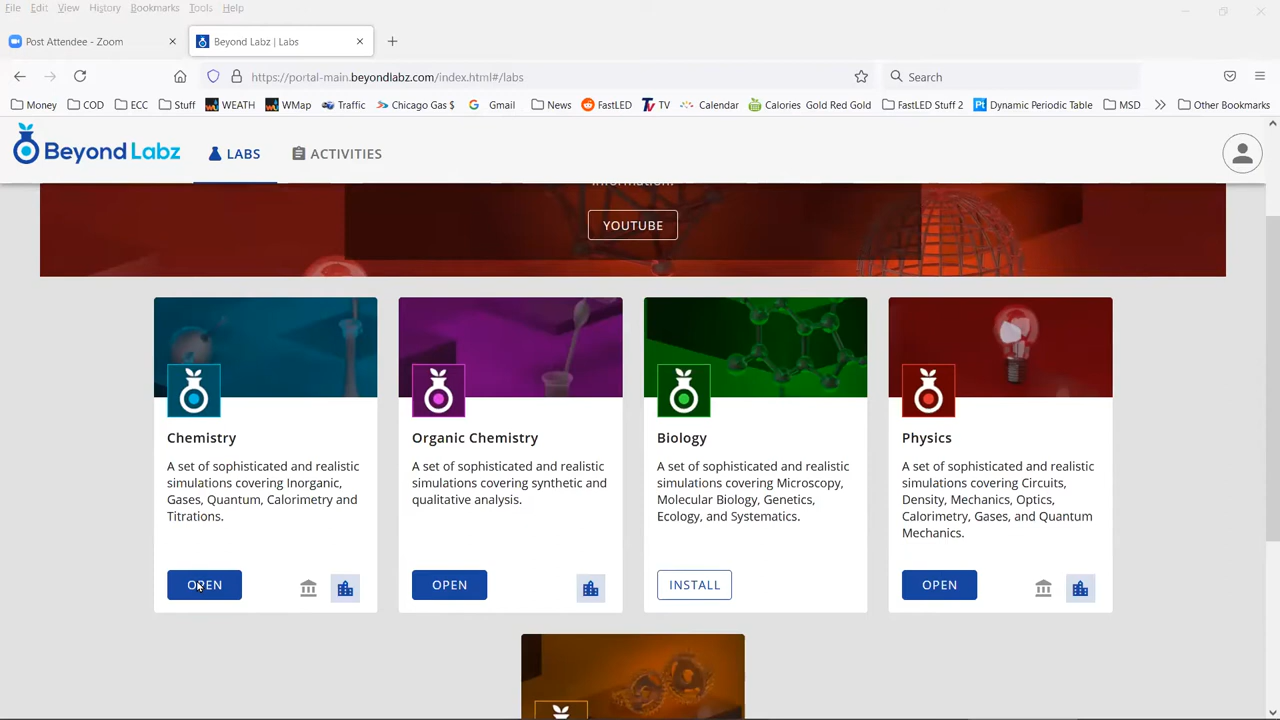 File Edit View History Bookmarks Tools Help
Post Attendee - Zoom
Beyond Labz | Labs
https://portal-main.beyondlabz.com/index.html#/labs
Search
Money COD ECC Stuff WEATH WMap Traffic Chicago Gas $ Gmail News FastLED TV Calendar Calories Gold Red Gold FastLED Stuff 2 Dynamic Periodic Table MSD Other Bookmarks
Beyond Labz LABS ACTIVITIES
information.
YOUTUBE
Chemistry
A set of sophisticated and realistic
simulations covering Inorganic,
Gases, Quantum, Calorimetry and
Titrations.
OPEN
Organic Chemistry
A set of sophisticated and realistic
simulations covering synthetic and
qualitative analysis.
OPEN
Biology
A set of sophisticated and realistic
simulations covering Microscopy,
Molecular Biology, Genetics,
Ecology, and Systematics.
INSTALL
Physics
A set of sophisticated and realistic
simulations covering Circuits,
Density, Mechanics, Optics,
Calorimetry, Gases, and Quantum
Mechanics.
OPEN